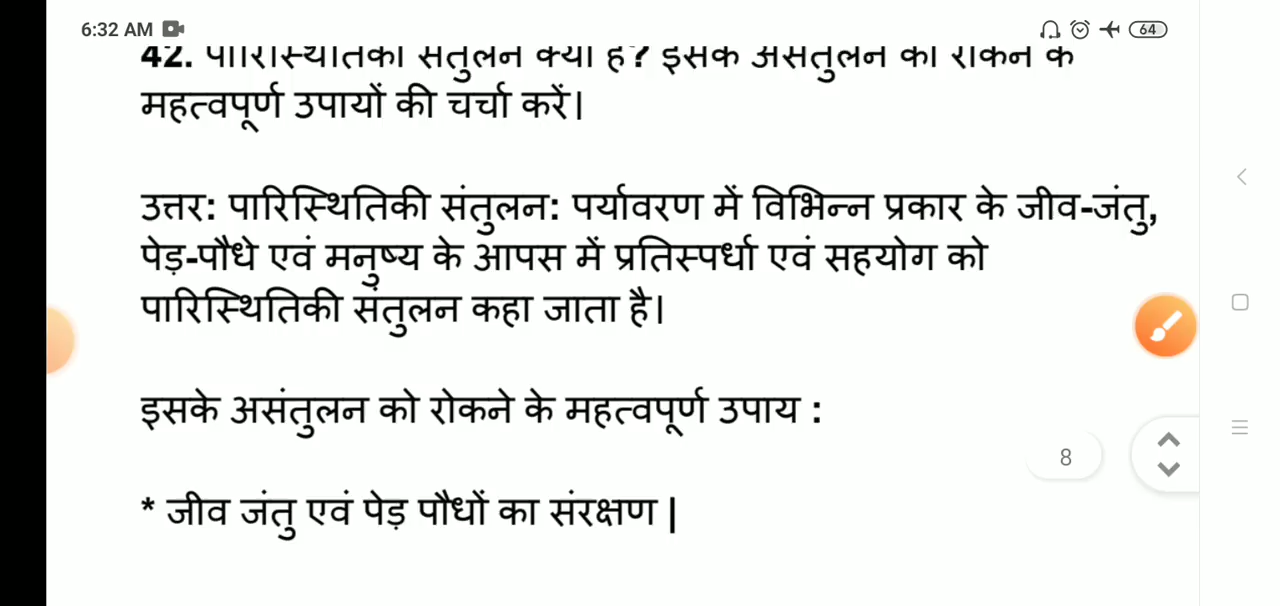 6:32 AM
64
42. पारिस्थितिकी संतुलन क्या है? इसके असंतुलन को रोकने के
महत्वपूर्ण उपायों की चर्चा करें।
उत्तर: पारिस्थितिकी संतुलन: पर्यावरण में विभिन्न प्रकार के जीव-जंतु,
पेड़-पौधे एवं मनुष्य के आपस में प्रतिस्पर्धा एवं सहयोग को
पारिस्थितिकी संतुलन कहा जाता है।
इसके असंतुलन को रोकने के महत्वपूर्ण उपाय :
8
* जीव जंतु एवं पेड़ पौधों का संरक्षण |